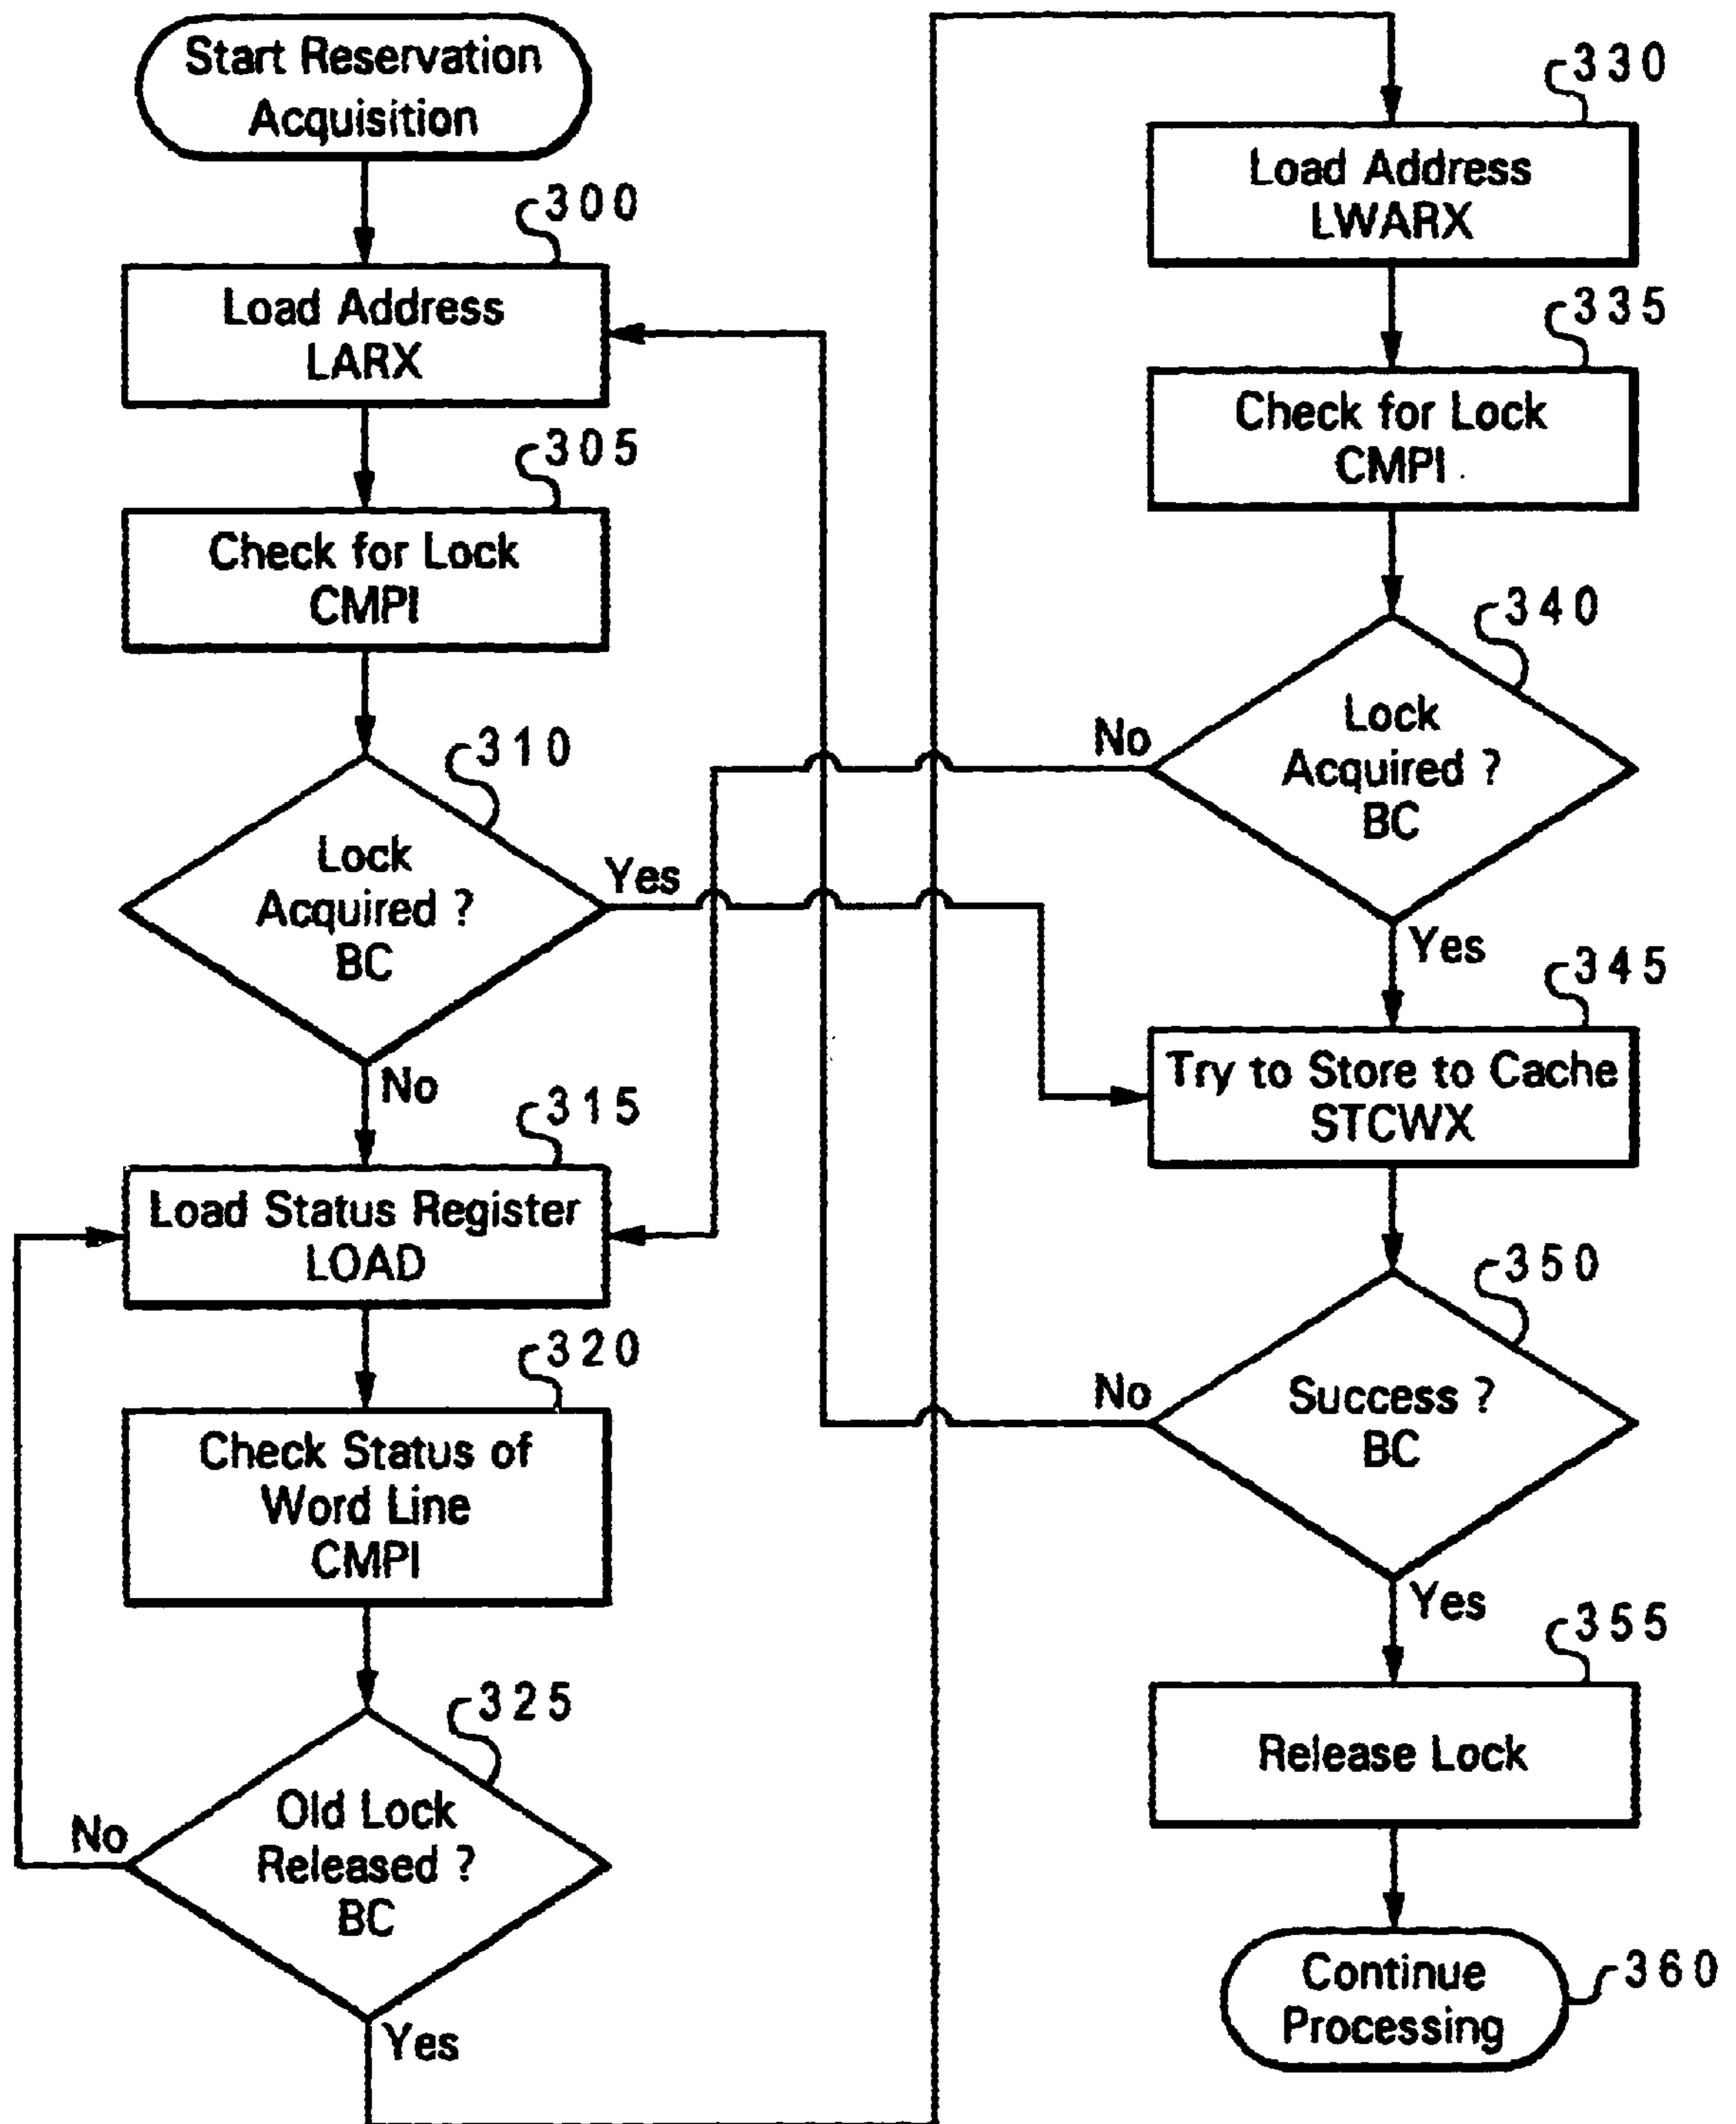 Start Reservation
Acquisition
300
Load Address
LARX
305
Check for Lock
CMPI
310
Lock
Acquired ?
BC
Yes
No
315
Load Status Register
LOAD
320
Check Status of
Word Line
CMPI
325
Old Lock
Released ?
BC
No
Yes
330
Load Address
LWARX
335
Check for Lock
CMPI
340
Lock
Acquired ?
BC
No
Yes
345
Try to Store to Cache
STCWX
350
Success ?
BC
No
Yes
355
Release Lock
Continue
Processing
360